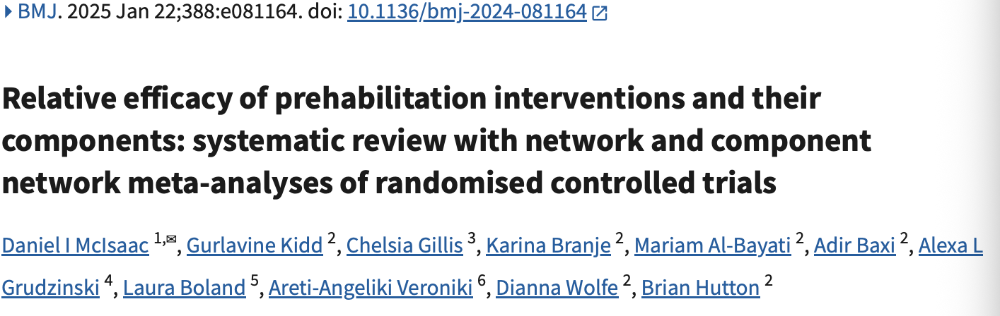 BMJ. 2025 Jan 22;388:e081164. doi: 10.1136/bmj-2024-081164
Relative efficacy of prehabilitation interventions and their
components: systematic review with network and component
network meta-analyses of randomised controlled trials
Daniel I McIsaac 1,✉, Gurlavine Kidd 2, Chelsia Gillis 3, Karina Branje 2, Mariam Al-Bayati 2, Adir Baxi 2, Alexa L
Grudzinski 4, Laura Boland 5, Areti-Angeliki Veroniki 6, Dianna Wolfe 2, Brian Hutton 2